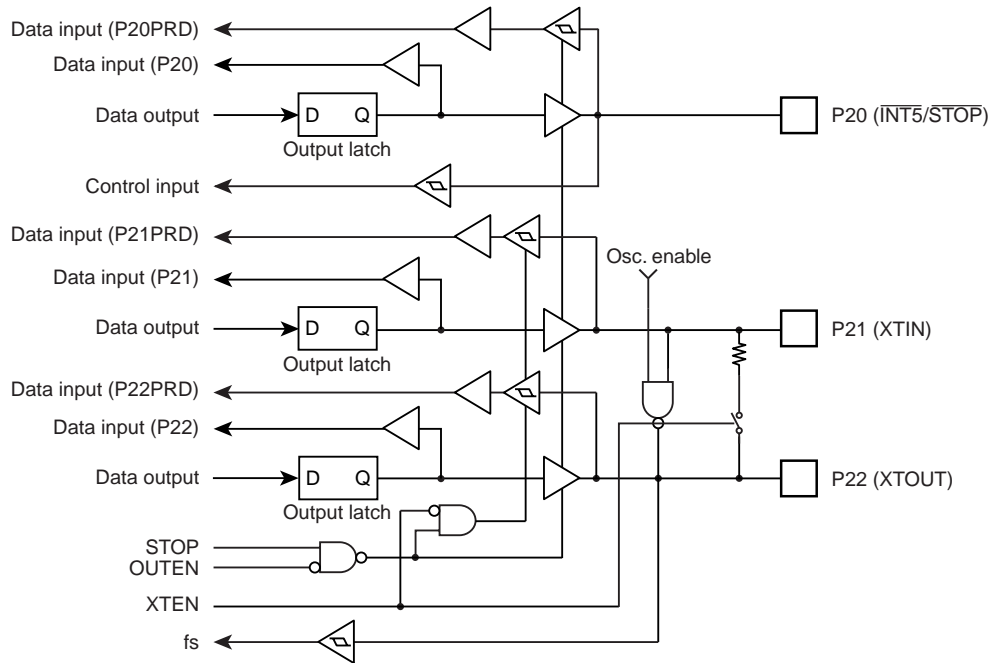 Data input (P20PRD)
Data input (P20)
Data output
D Q
Output latch
P20 (INT5/STOP)
Control input
Data input (P21PRD)
Osc. enable
Data input (P21)
Data output
D Q
Output latch
P21 (XTIN)
Data input (P22PRD)
Data input (P22)
Data output
D Q
Output latch
P22 (XTOUT)
STOP
OUTEN
XTEN
fs